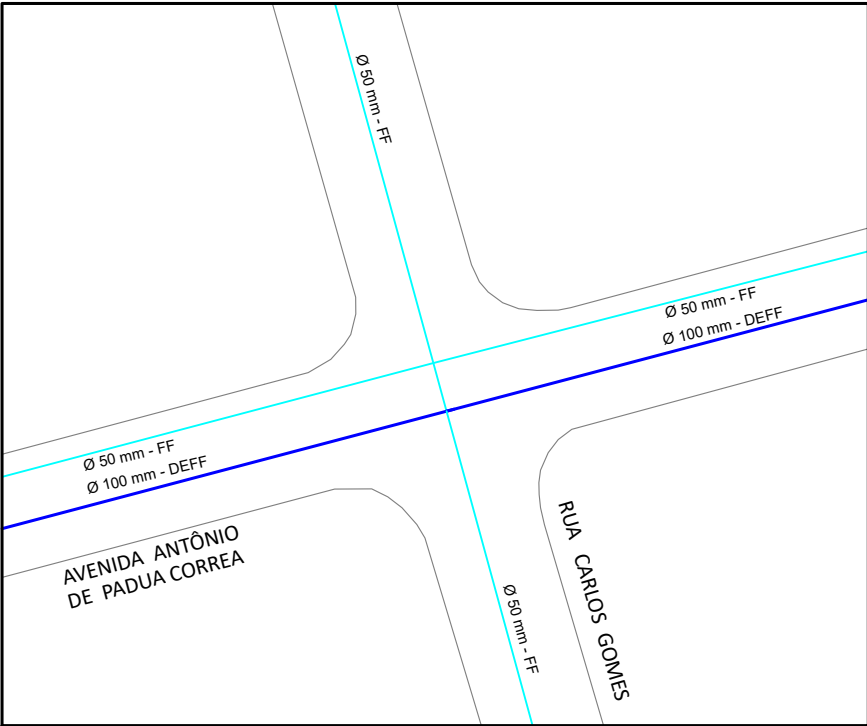 Ø 50 mm - FF
Ø 50 mm - FF
Ø 100 mm - DEFF
Ø 50 mm - FF
Ø 100 mm - DEFF
AVENIDA ANTÔNIO
DE PADUA CORREA
RUA CARLOS GOMES
Ø 50 mm - FF